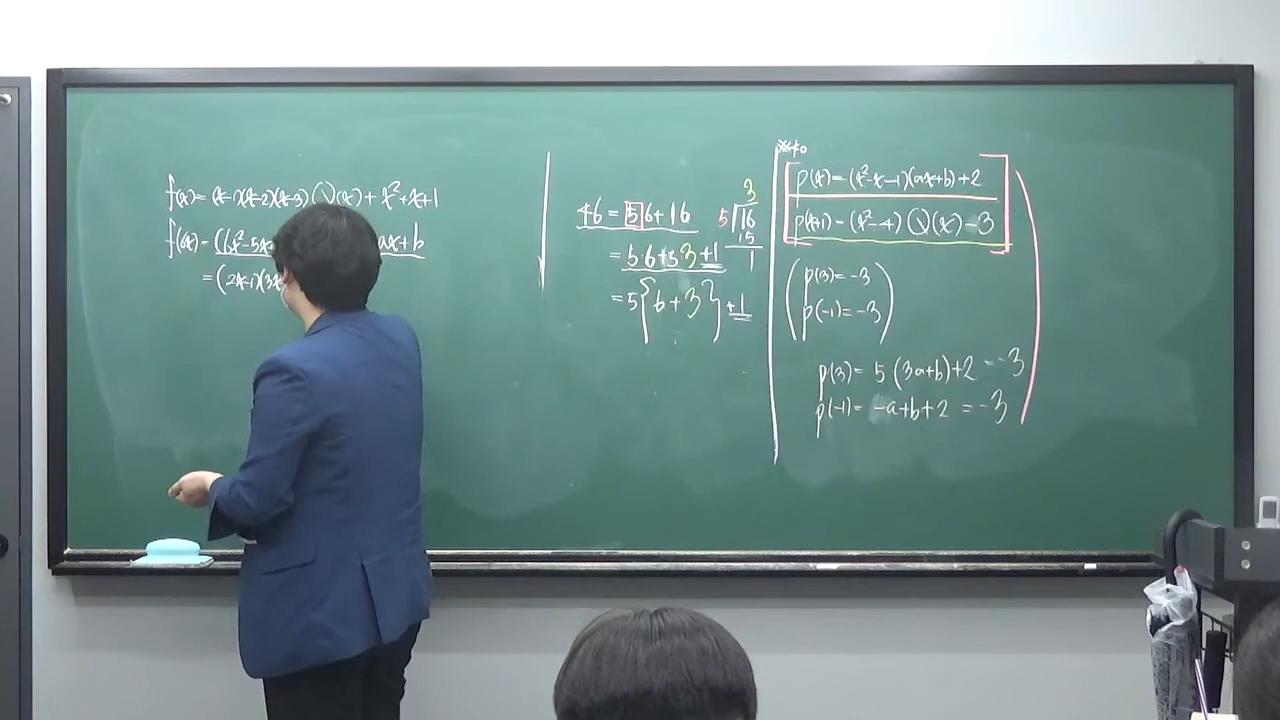 f(x)=(x-1)(x-2)(x-3)Q(x)+x²+x+1
f(6x)=(6x²-5x+ ax+b
=(2x-1)(3x
46=5·6+16
=5·6+5·3+1
=5{6+3}+1
3
5)16
15
1
p(x)=(x²-x-1)(ax+b)+2
p(x+1)=(x²-4)Q(x)-3
p(3)=-3
p(-1)=-3
p(3)=5(3a+b)+2=-3
p(-1)=-a+b+2=-3